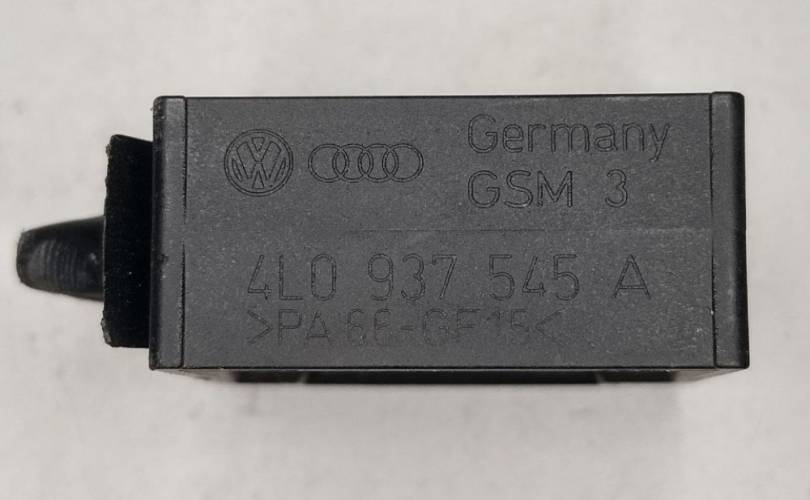 Germany
GSM 3
4L0 937 545 A
>PA 66-GF15<